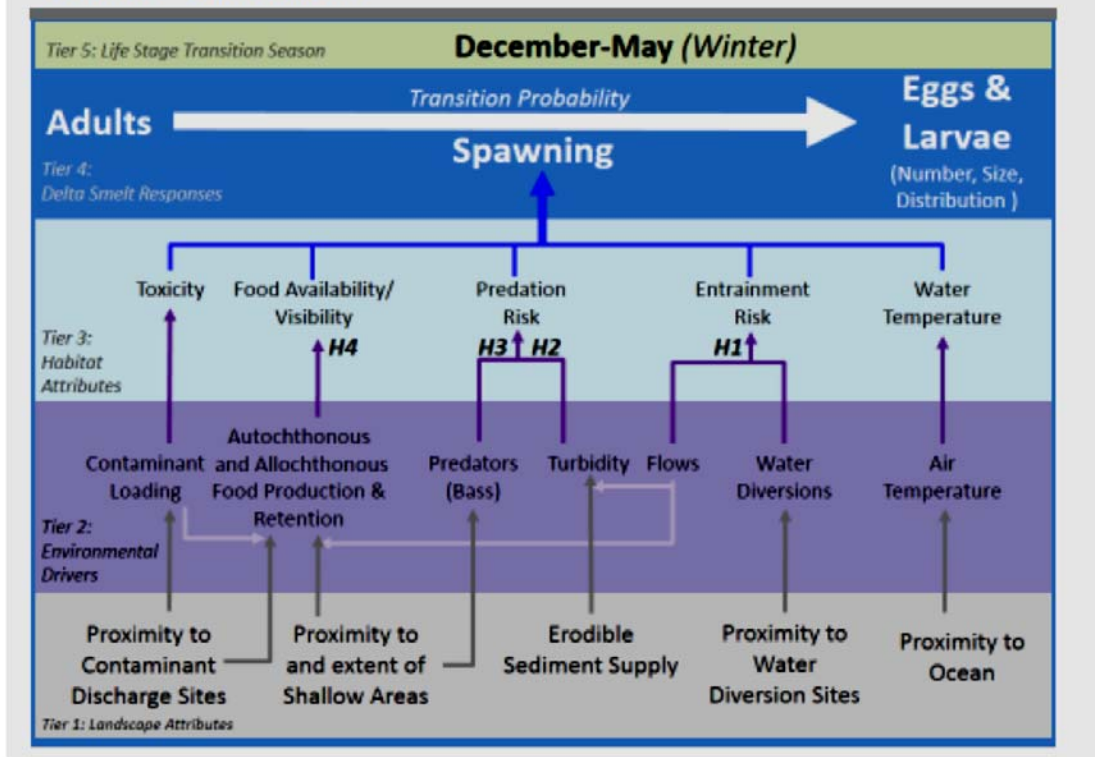 Tier 5: Life Stage Transition Season
December-May (Winter)
Adults
Transition Probability
Spawning
Eggs &
Larvae
(Number, Size,
Distribution )
Tier 4:
Delta Smelt Responses
Toxicity
Food Availability/
Visibility
Predation
Risk
Entrainment
Risk
Water
Temperature
H4
H3
H2
H1
Tier 3:
Habitat
Attributes
Contaminant
Loading
Autochthonous
and Allochthonous
Food Production &
Retention
Predators
(Bass)
Turbidity
Flows
Water
Diversions
Air
Temperature
Tier 2:
Environmental
Drivers
Proximity to
Contaminant
Discharge Sites
Proximity to
and extent of
Shallow Areas
Erodible
Sediment Supply
Proximity to
Water
Diversion Sites
Proximity to
Ocean
Tier 1: Landscape Attributes